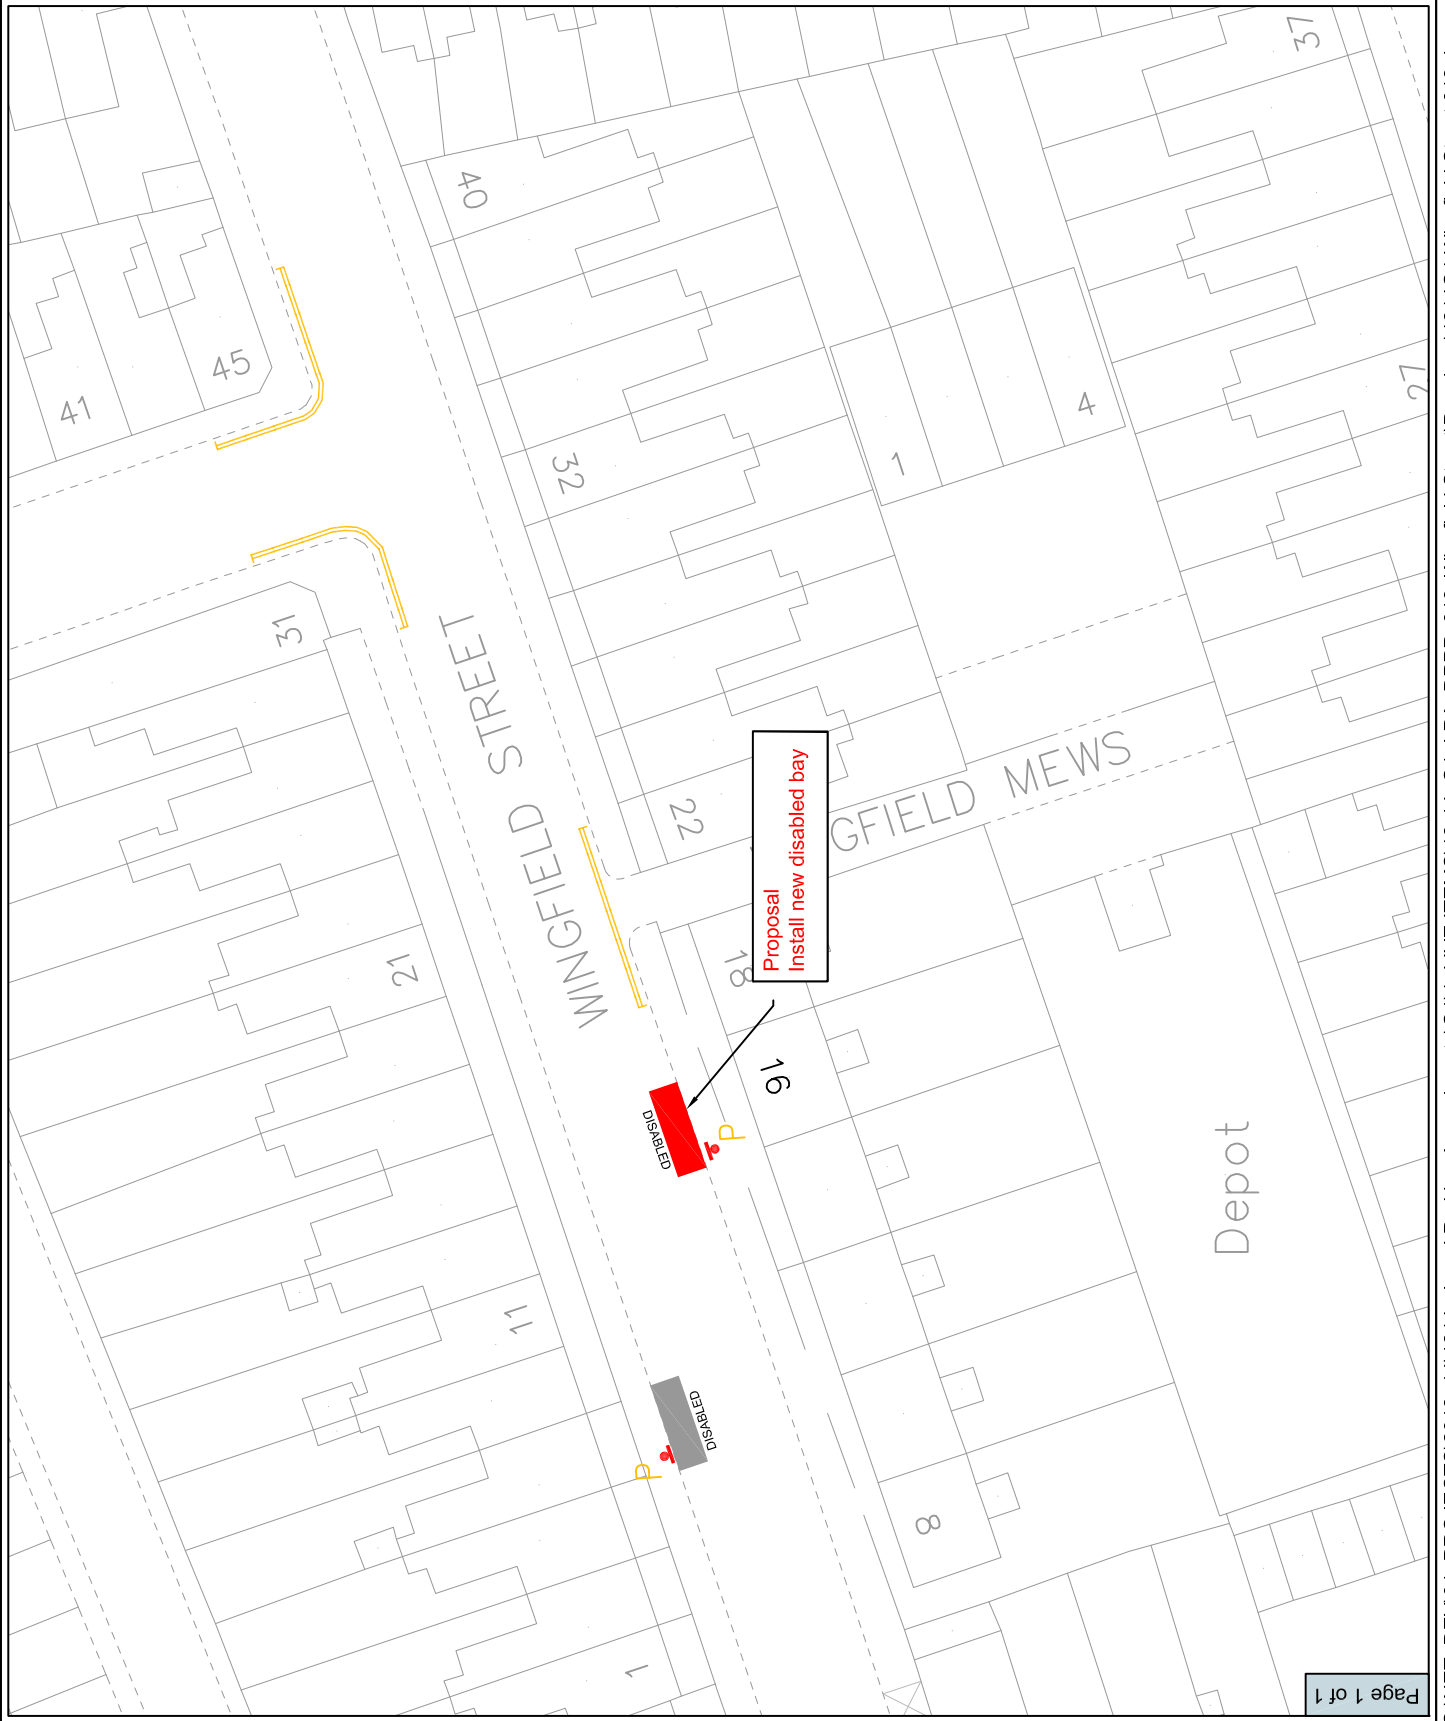 40
37
45
41
32
1
4
27
31
WINGFIELD STREET
22
GFIELD MEWS
Proposal
Install new disabled bay
21
18
16
DISABLED
P
Depot
11
DISABLED
P
8
1
Page 1 of 1